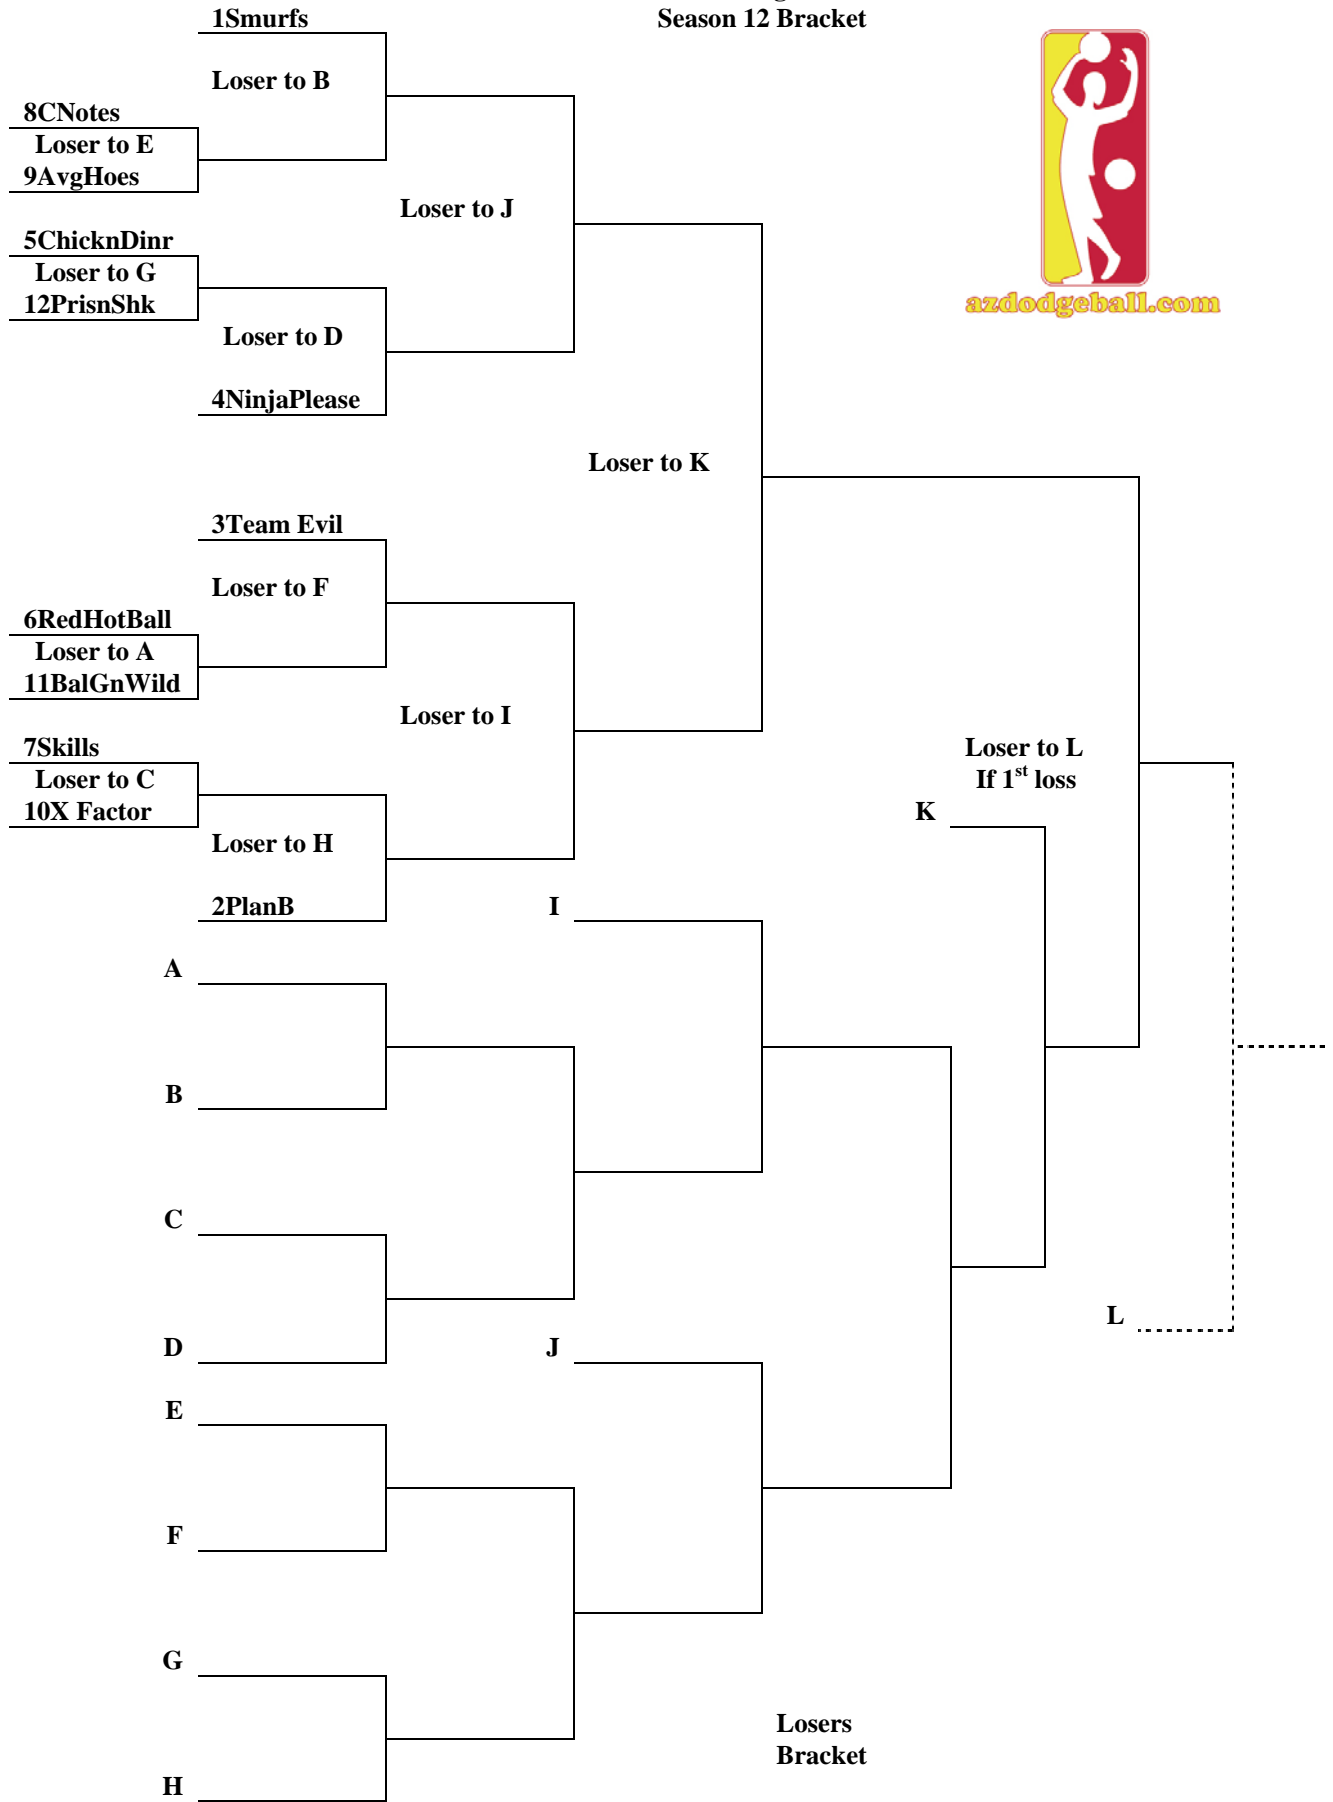 Season 12 Bracket
1Smurfs
Loser to B
8CNotes
Loser to E
9AvgHoes
Loser to J
5ChicknDinr
Loser to G
12PrisnShk
azdodgeball.com
Loser to D
4NinjaPlease
Loser to K
3Team Evil
Loser to F
6RedHotBall
Loser to A
11BalGnWild
Loser to I
7Skills
Loser to C
10X Factor
Loser to L
If 1st loss
K
Loser to H
2PlanB
I
A
B
C
L
D
J
E
F
G
Losers
Bracket
H